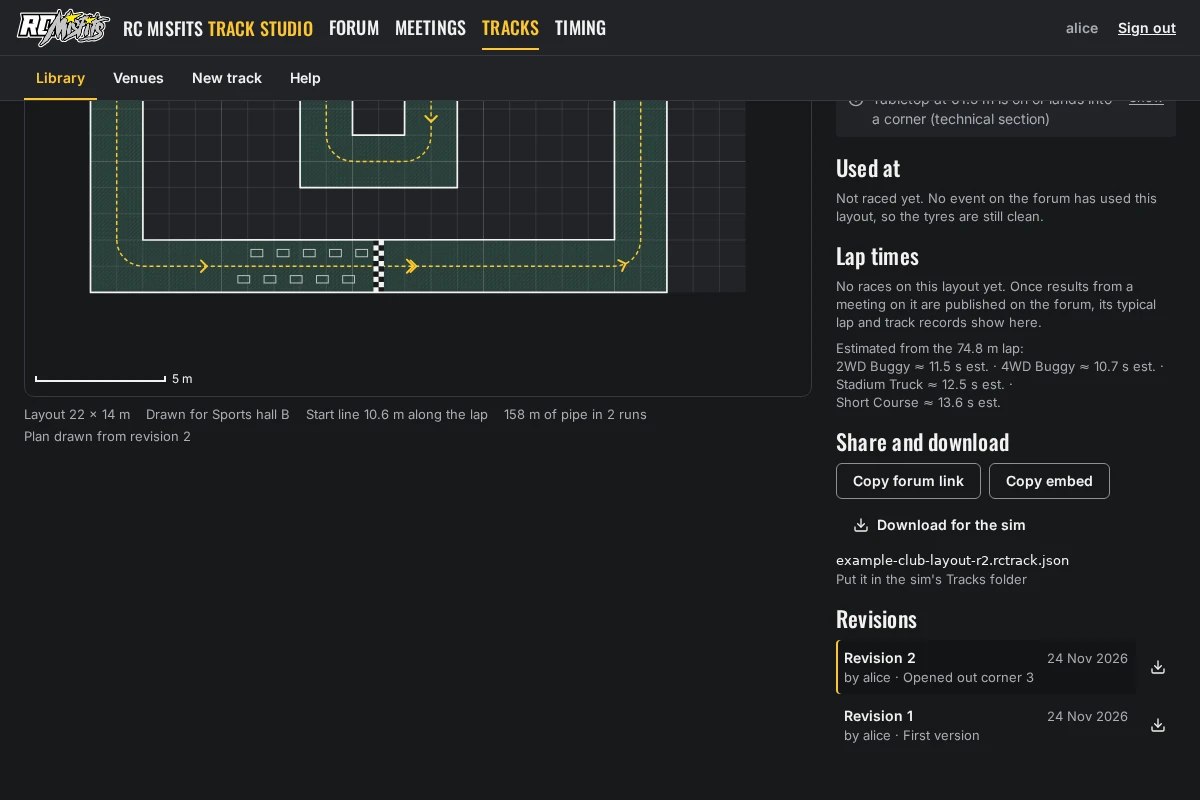 RC Misfits
RC MISFITS TRACK STUDIO
FORUM
MEETINGS
TRACKS
TIMING
alice
Sign out
Library
Venues
New track
Help
a corner (technical section)
5 m
Layout 22 × 14 m
Drawn for Sports hall B
Start line 10.6 m along the lap
158 m of pipe in 2 runs
Plan drawn from revision 2
Used at
Not raced yet. No event on the forum has used this
layout, so the tyres are still clean.
Lap times
No races on this layout yet. Once results from a
meeting on it are published on the forum, its typical
lap and track records show here.
Estimated from the 74.8 m lap:
2WD Buggy ≈ 11.5 s est. · 4WD Buggy ≈ 10.7 s est. ·
Stadium Truck ≈ 12.5 s est. ·
Short Course ≈ 13.6 s est.
Share and download
Copy forum link
Copy embed
Download for the sim
example-club-layout-r2.rctrack.json
Put it in the sim's Tracks folder
Revisions
Revision 2
24 Nov 2026
by alice · Opened out corner 3
Revision 1
24 Nov 2026
by alice · First version